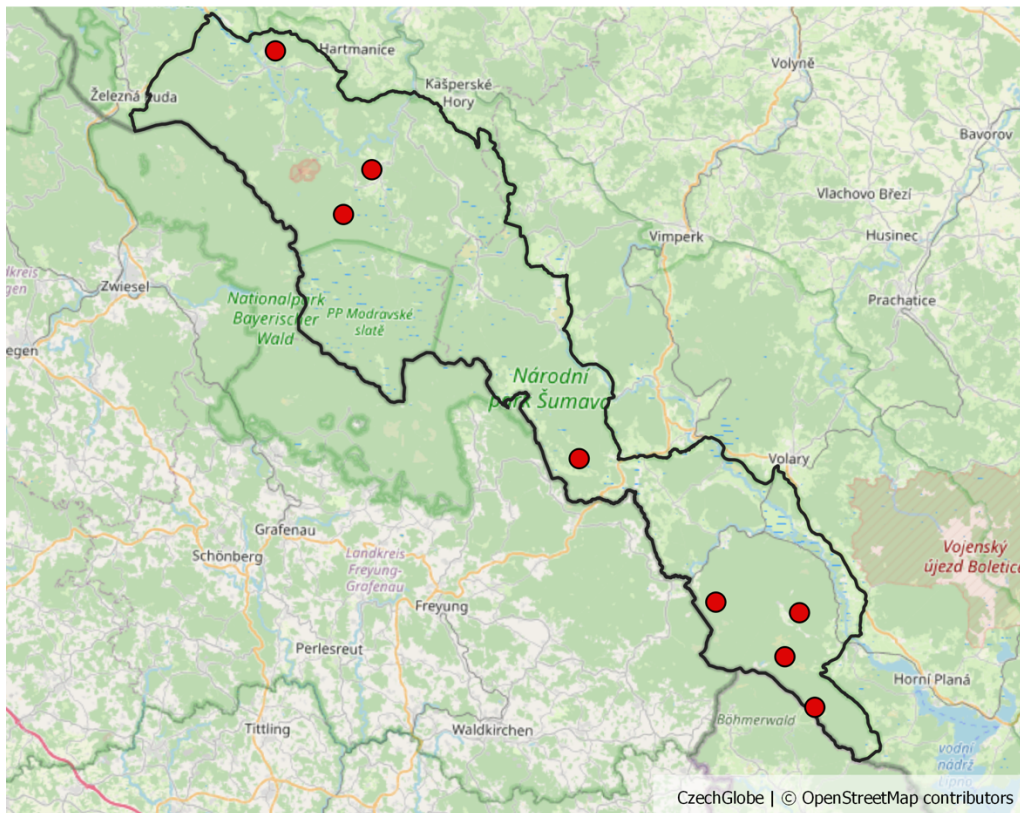 Hartmanice
Volyně
Kašperské
Hory
Železná Ruda
Bavorov
Vlachovo Březí
Vimperk
Husinec
Zwiesel
Prachatice
Nationalpark
Bayerischer
Wald
PP Modravské
slatě
egen
Národní
park Šumava
Volary
Grafenau
Schönberg
Landkreis
Freyung-
Grafenau
Vojenský
újezd Boletice
Freyung
Perlesreut
Horní Planá
Tittling
Waldkirchen
Böhmerwald
vodní
nádrž
Lipno
CzechGlobe | © OpenStreetMap contributors